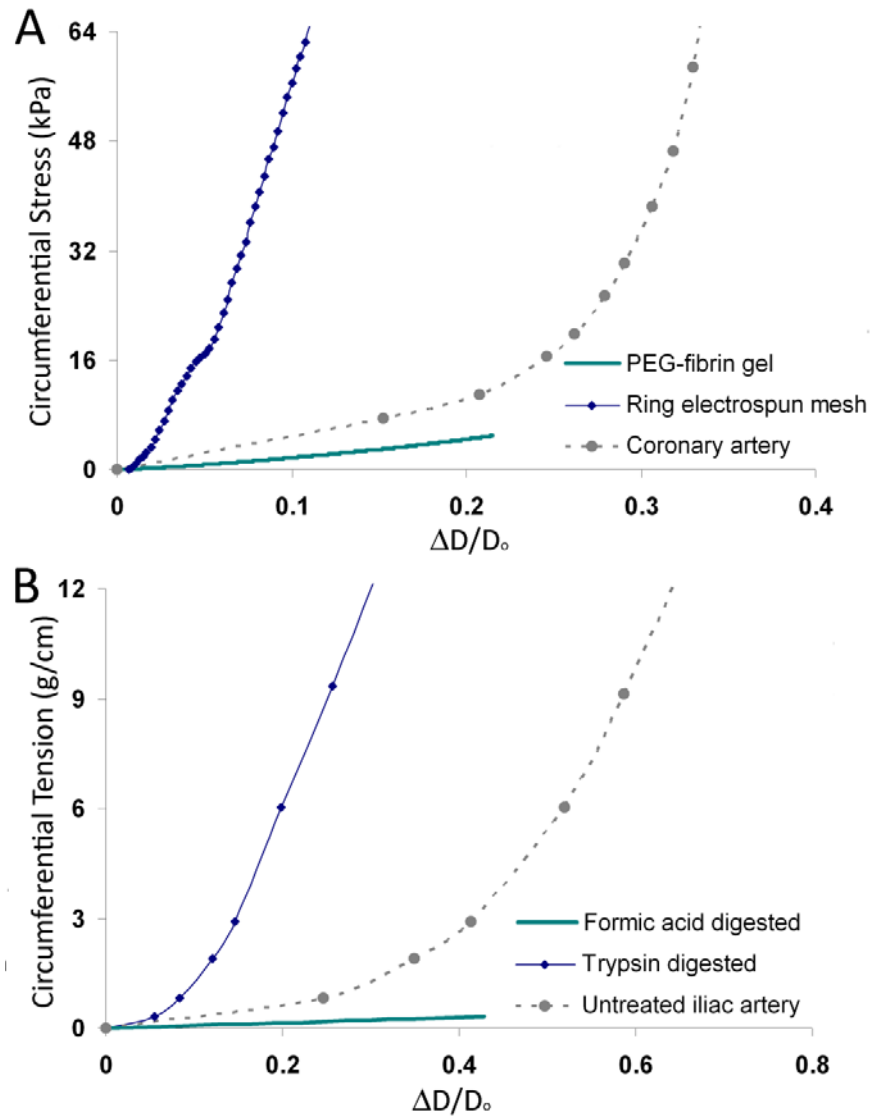 A
Circumferential Stress (kPa)
64
48
32
16
0
PEG-fibrin gel
Ring electrospun mesh
Coronary artery
0 0.1 0.2 0.3 0.4
ΔD/D₀
B
Circumferential Tension (g/cm)
12
9
6
3
0
Formic acid digested
Trypsin digested
Untreated iliac artery
0 0.2 0.4 0.6 0.8
ΔD/D₀